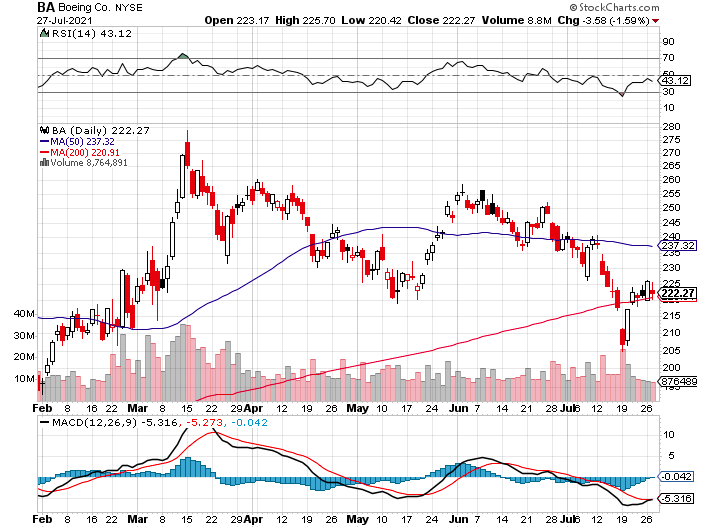 BA Boeing Co. NYSE © StockCharts.com
27-Jul-2021 Open 223.17 High 225.70 Low 220.42 Close 222.27 Volume 8.8M Chg -3.58 (-1.59%)
RSI(14) 43.12
90
70
50
43.12
30
10
BA (Daily) 222.27
MA(50) 237.32
MA(200) 220.91
Volume 8,764,891
280
275
270
265
260
255
250
245
240
237.32
235
230
225
222.27
220
215
210
205
200
195
8764891
40M
30M
20M
10M
Feb 8 16 22 Mar 8 15 22 29 Apr 12 19 26 May 10 17 24 Jun 7 14 21 28 Jul 6 12 19 26
MACD(12,26,9) -5.316, -5.273, -0.042
10
5
-0.042
-5.316
Feb 8 16 22 Mar 8 15 22 29 Apr 12 19 26 May 10 17 24 Jun 7 14 21 28 Jul 6 12 19 26